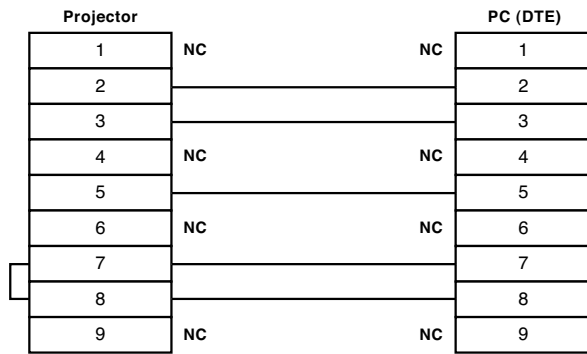 Projector PC (DTE)
1 NC NC 1
2 2
3 3
4 NC NC 4
5 5
6 NC NC 6
7 7
8 8
9 NC NC 9